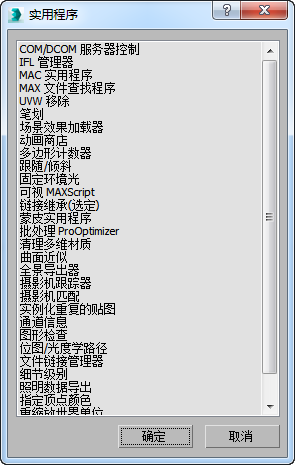 实用程序
COM/DCOM 服务器控制
IFL 管理器
MAC 实用程序
MAX 文件查找程序
UVW 移除
笔划
场景效果加载器
动画商店
多边形计数器
跟随/倾斜
固定环境光
可视 MAXScript
链接继承(选定)
蒙皮实用程序
批处理 ProOptimizer
清理多维材质
曲面近似
全景导出器
摄影机跟踪器
摄影机匹配
实例化重复的贴图
通道信息
图形检查
位图/光度学路径
文件链接管理器
细节级别
照明数据导出
指定顶点颜色
重缩放世界单位
确定
取消